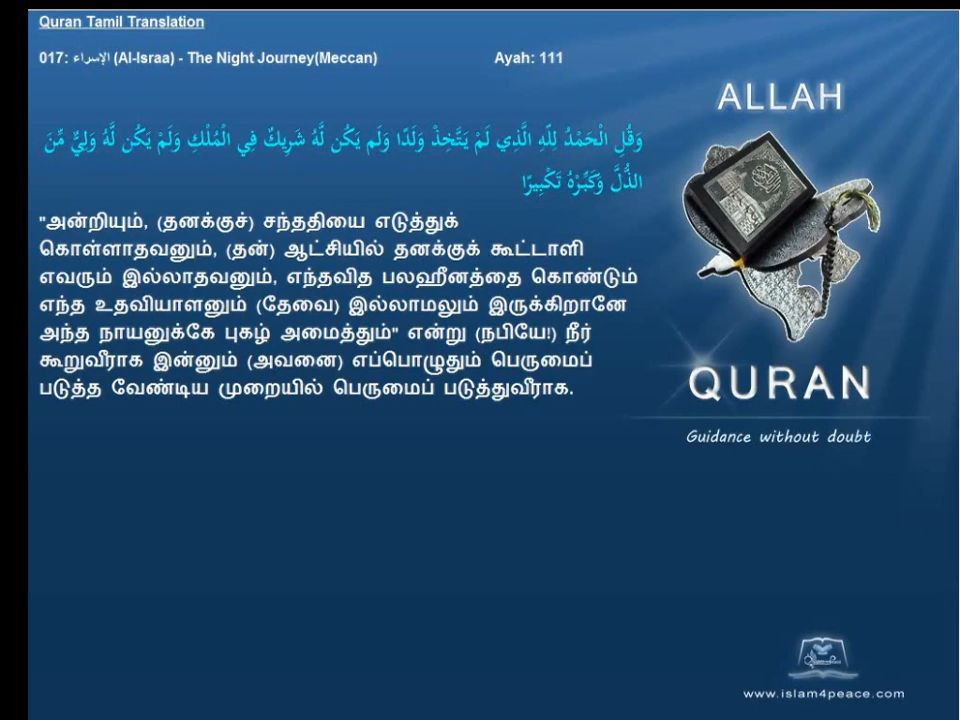 Quran Tamil Translation
017: الإسراء (Al-Israa) - The Night Journey(Meccan) Ayah: 111
ALLAH
وَقُلِ الْحَمْدُ لِلَّهِ الَّذِي لَمْ يَتَّخِذْ وَلَدًا وَلَم يَكُن لَّهُ شَرِيكٌ فِي الْمُلْكِ وَلَمْ يَكُن لَّهُ وَلِيٌّ مِّنَ
الذُّلَّ وَكَبِّرْهُ تَكْبِيرًا
"அன்றியும், (தனக்குச்) சந்ததியை எடுத்துக்
கொள்ளாதவனும், (தன்) ஆட்சியில் தனக்குக் கூட்டாளி
எவரும் இல்லாதவனும், எந்தவித பலஹீனத்தை கொண்டும்
எந்த உதவியாளனும் (தேவை) இல்லாமலும் இருக்கிறானே
அந்த நாயனுக்கே புகழ் அமைத்தும்" என்று (நபியே!) நீர்
கூறுவீராக இன்னும் (அவனை) எப்பொழுதும் பெருமைப்
படுத்த வேண்டிய முறையில் பெருமைப் படுத்துவீராக.
QURAN
Guidance without doubt
www.islam4peace.com